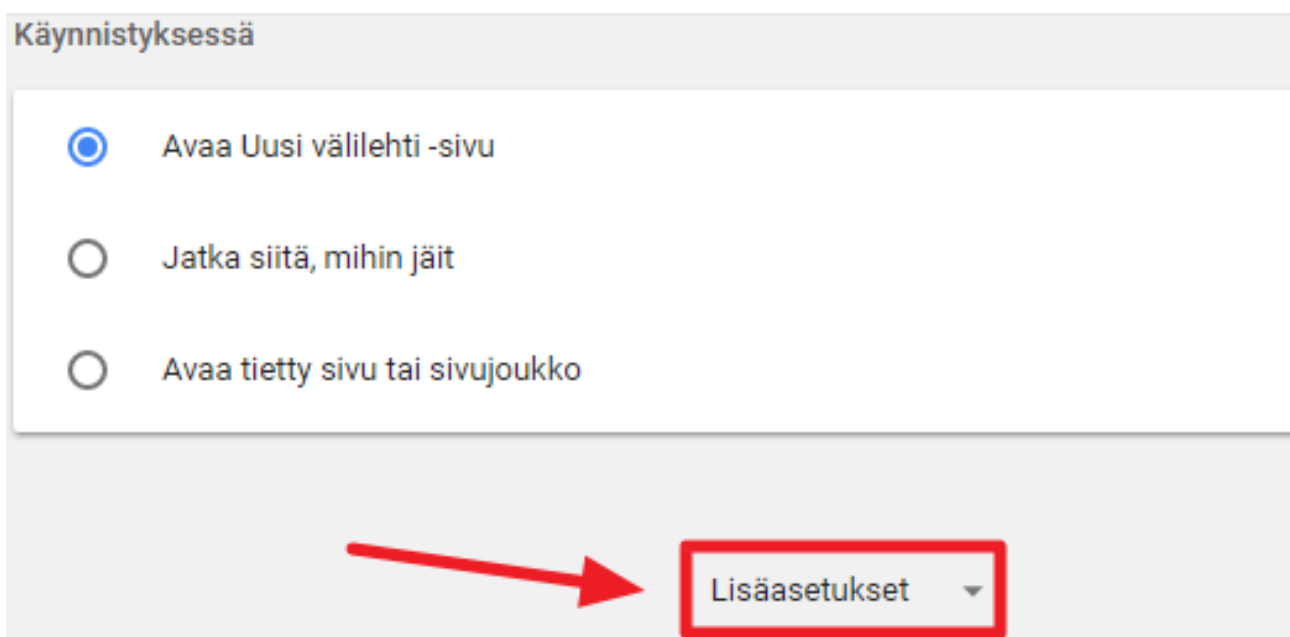 Käynnistyksessä
Avaa Uusi välilehti -sivu
Jatka siitä, mihin jäit
Avaa tietty sivu tai sivujoukko
Lisäasetukset